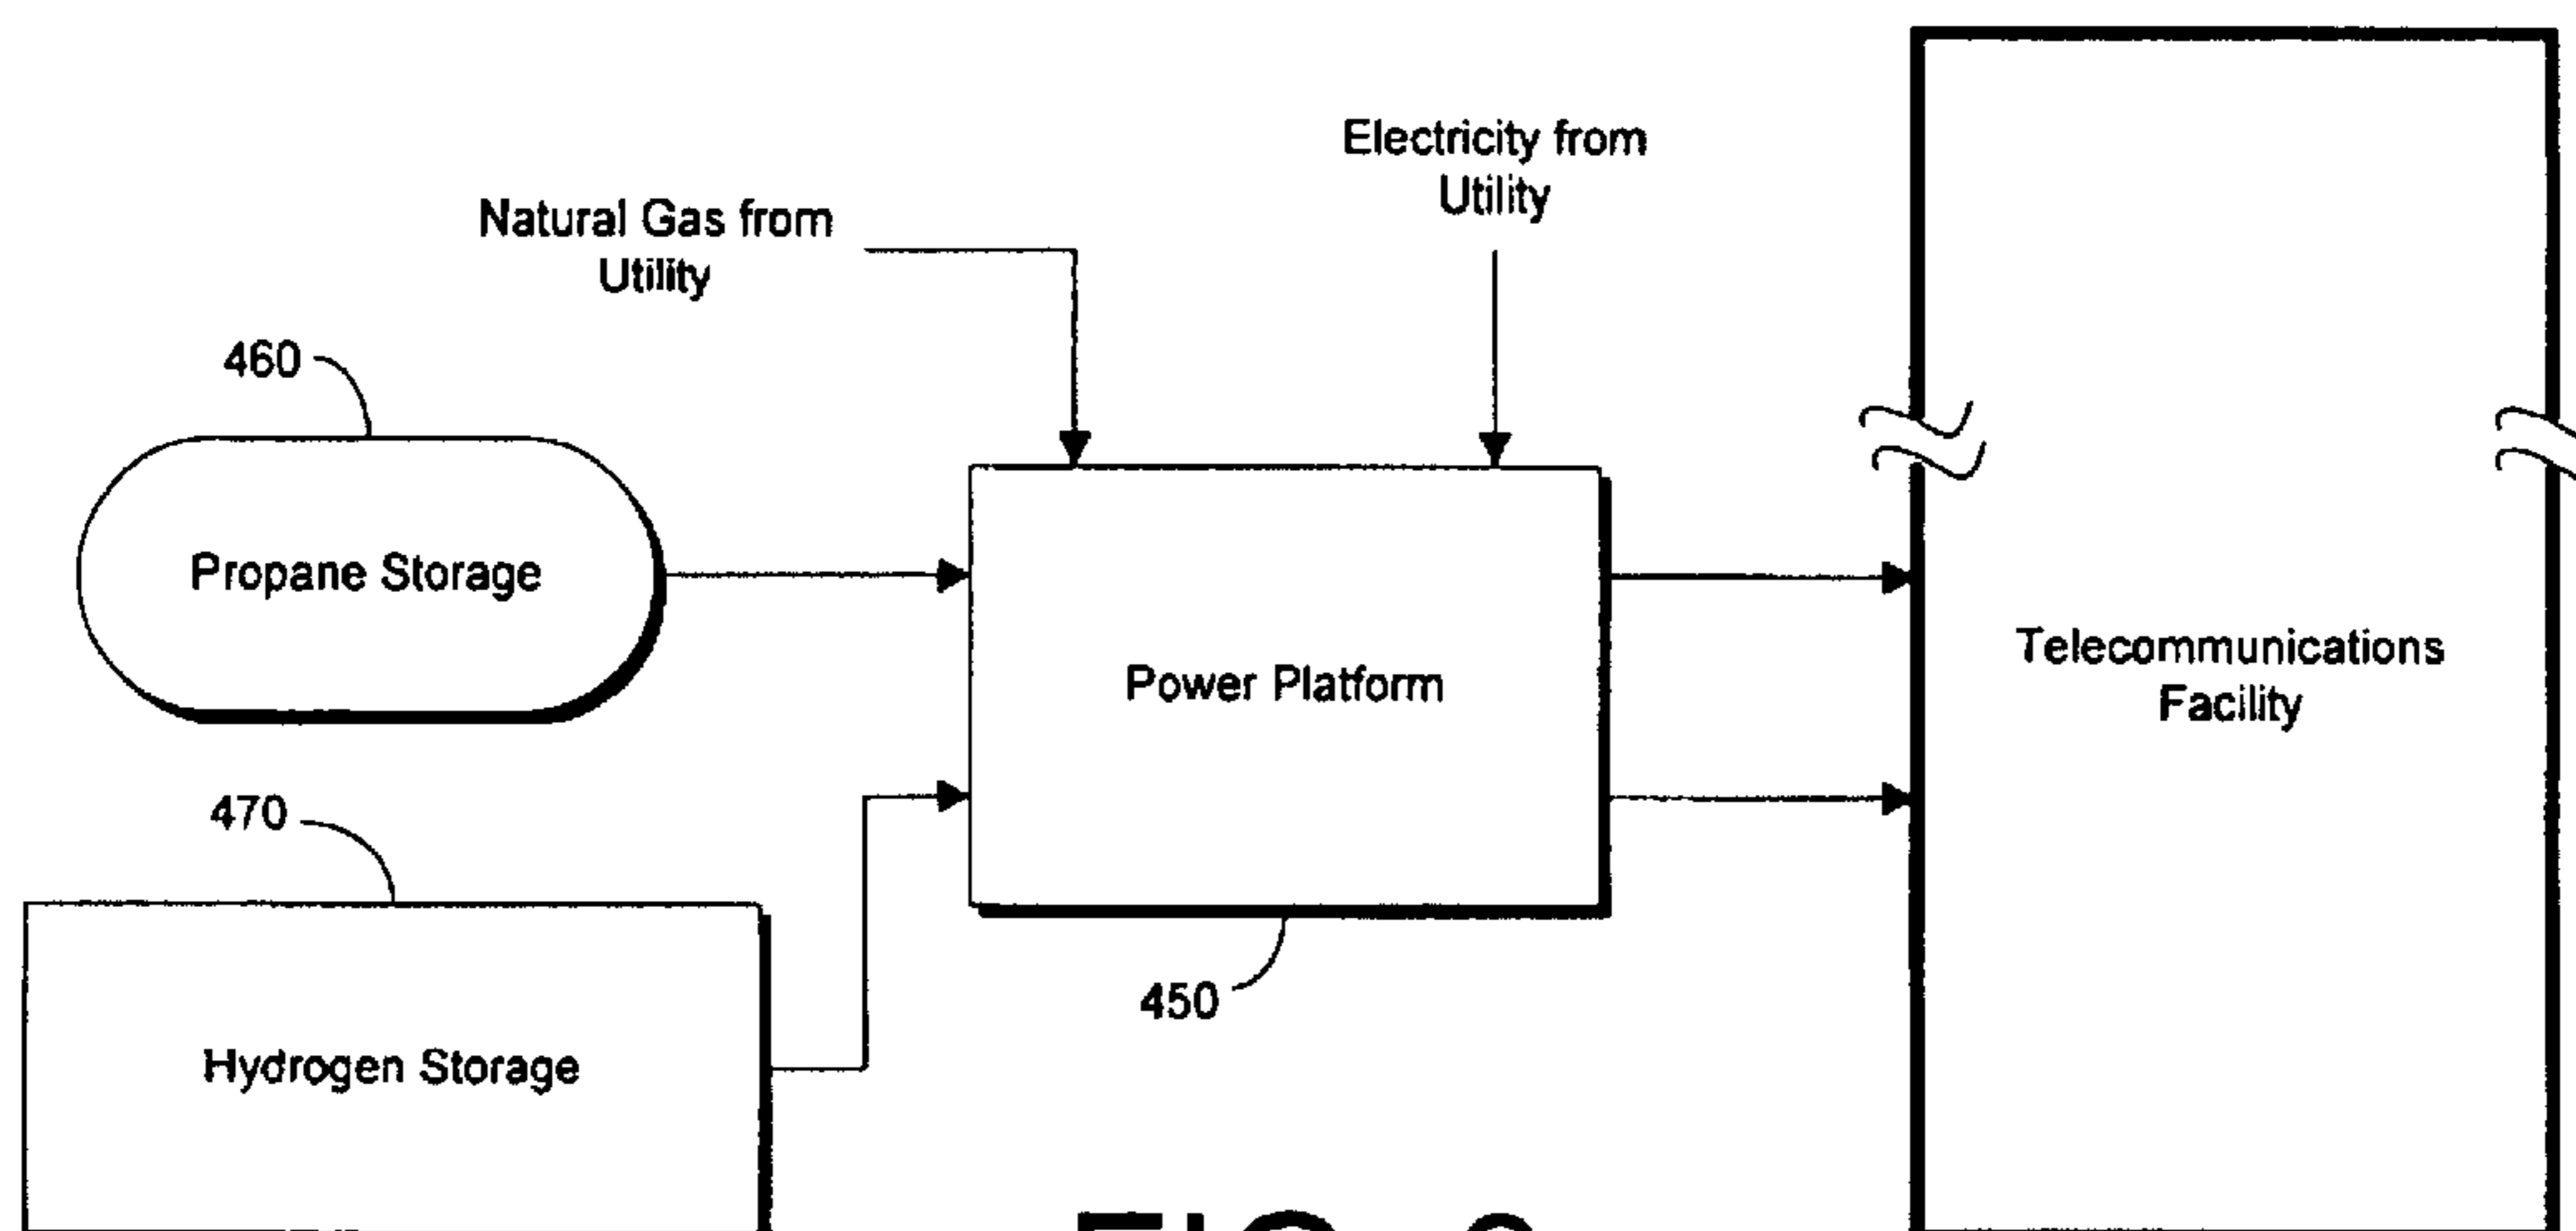 Electricity from
Utility
Natural Gas from
Utility
460
Propane Storage
Power Platform
Telecommunications
Facility
470
450
Hydrogen Storage